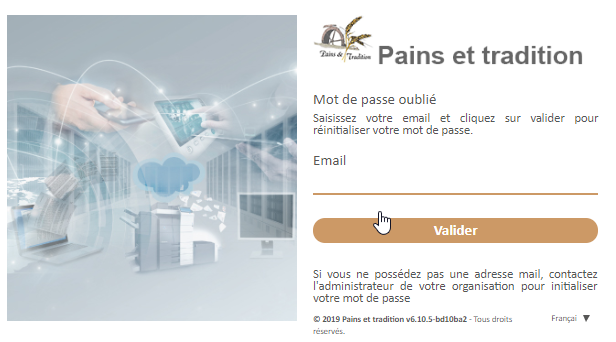 Pains & Tradition
Pains et tradition
Mot de passe oublié
Saisissez votre email et cliquez sur valider pour
réinitialiser votre mot de passe.
Email
Valider
Si vous ne possédez pas une adresse mail, contactez
l'administrateur de votre organisation pour initialiser
votre mot de passe
© 2019 Pains et tradition v6.10.5-bd10ba2 - Tous droits
réservés.
Françai ▼